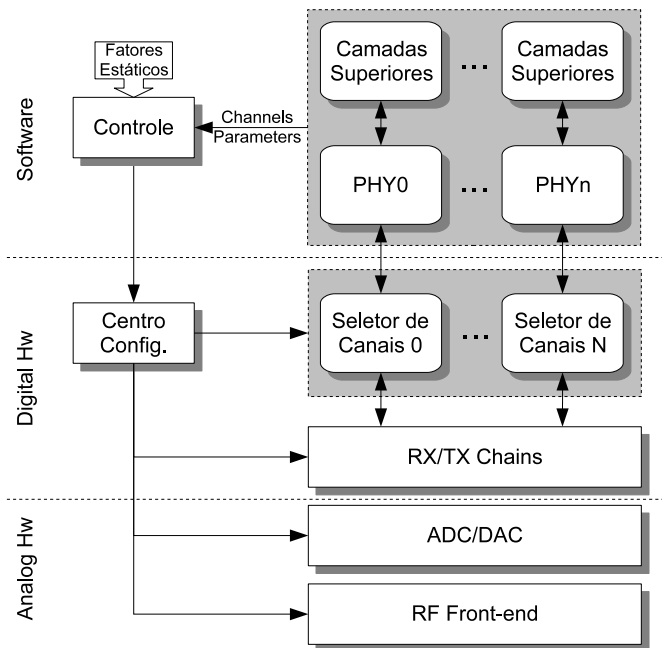 Fatores
Estáticos
Camadas
Superiores
...
Camadas
Superiores
Controle
Channels
Parameters
PHY0
...
PHYn
Software
Centro
Config.
Seletor de
Canais 0
...
Seletor de
Canais N
Digital Hw
RX/TX Chains
ADC/DAC
RF Front-end
Analog Hw